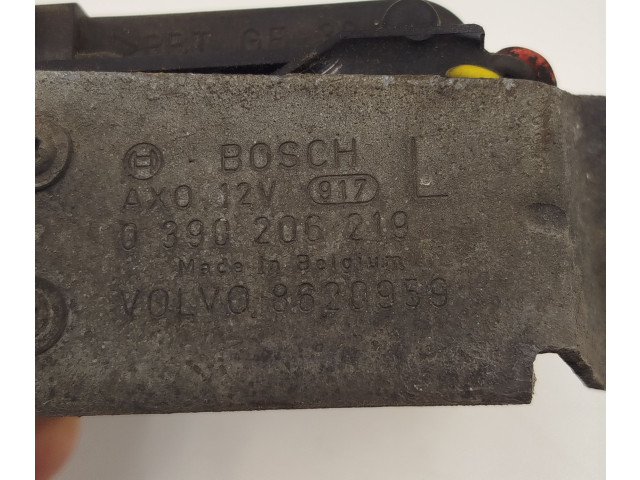 BOSCH L
AXO 12V 917
0 390 206 219
Made in Belgium
VOLVO 8620959